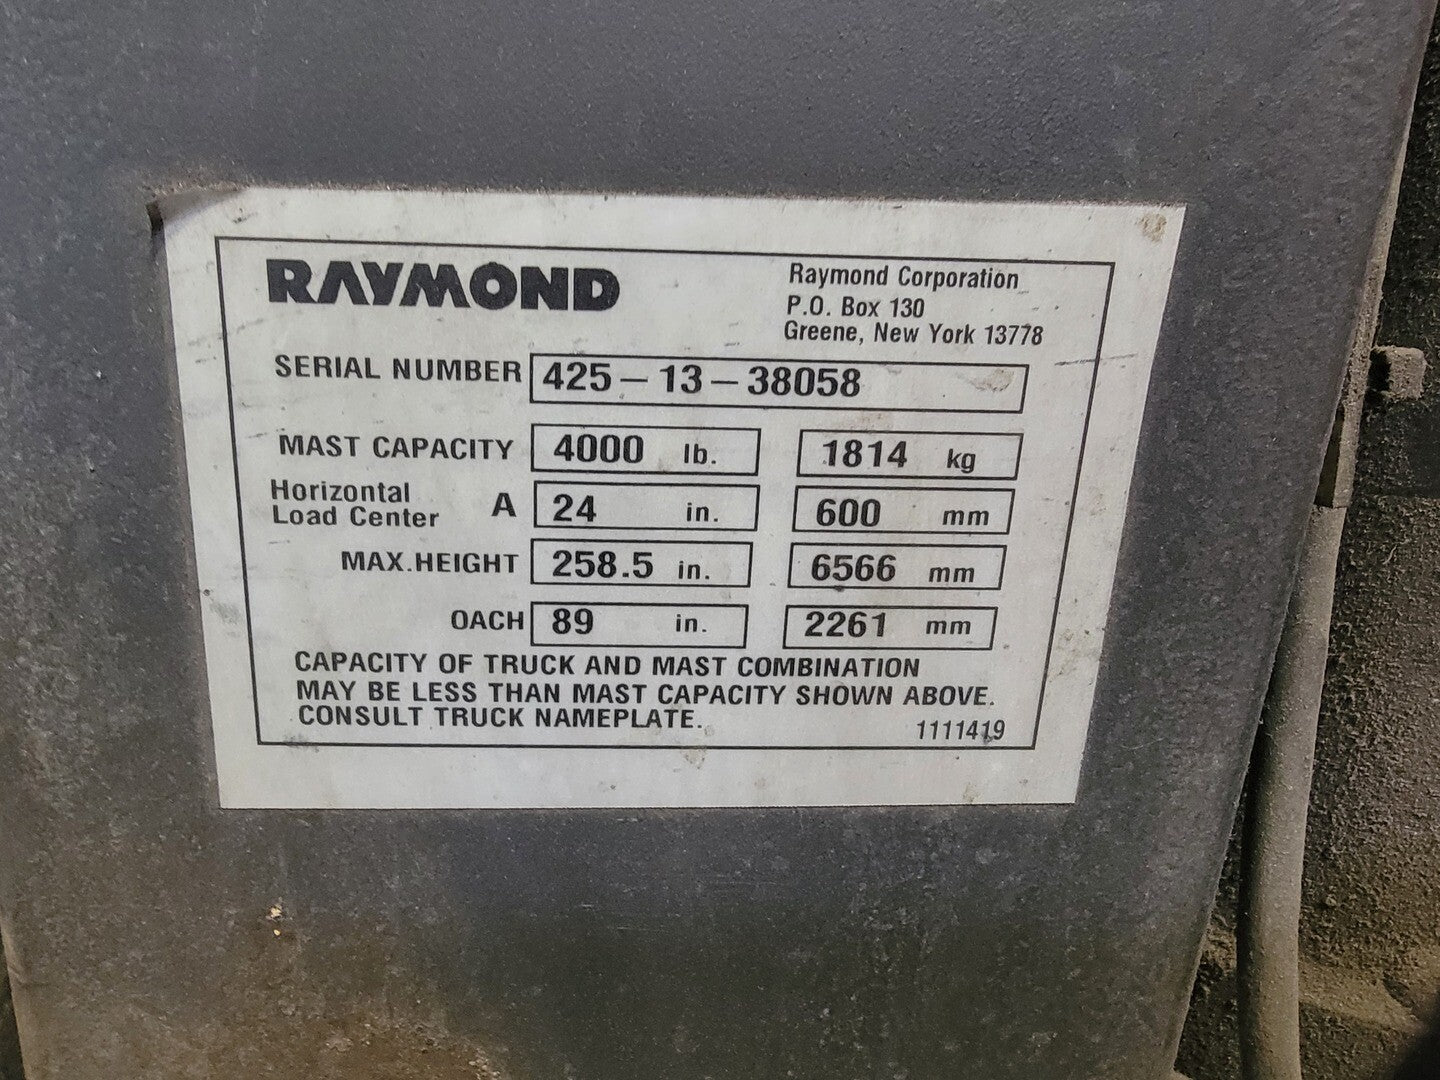 RAYMOND
Raymond Corporation
P.O. Box 130
Greene, New York 13778
SERIAL NUMBER 425-13-38058
MAST CAPACITY 4000 lb. 1814 kg
Horizontal
Load Center A 24 in. 600 mm
MAX.HEIGHT 258.5 in. 6566 mm
OACH 89 in. 2261 mm
CAPACITY OF TRUCK AND MAST COMBINATION
MAY BE LESS THAN MAST CAPACITY SHOWN ABOVE.
CONSULT TRUCK NAMEPLATE.
1111419